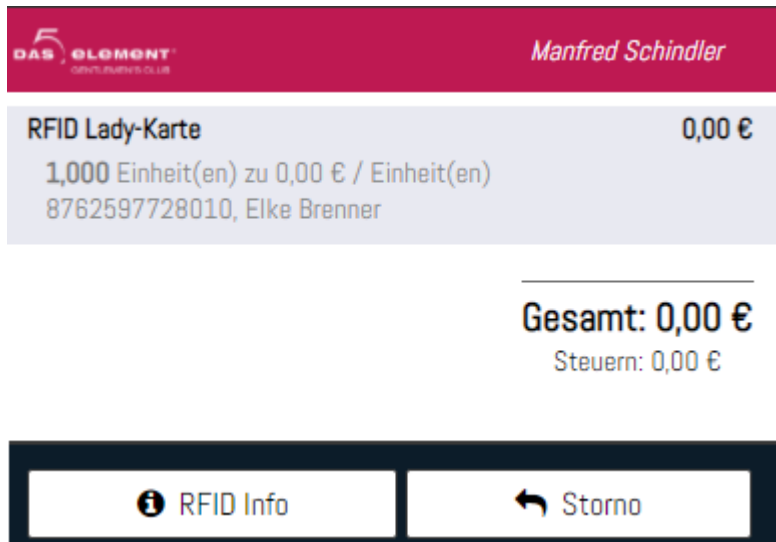 DAS 5 ELEMENT
GENTLEMEN'S CLUB
Manfred Schindler
RFID Lady-Karte 0,00 €
1,000 Einheit(en) zu 0,00 € / Einheit(en)
8762597728010, Elke Brenner
Gesamt: 0,00 €
Steuern: 0,00 €
RFID Info
Storno